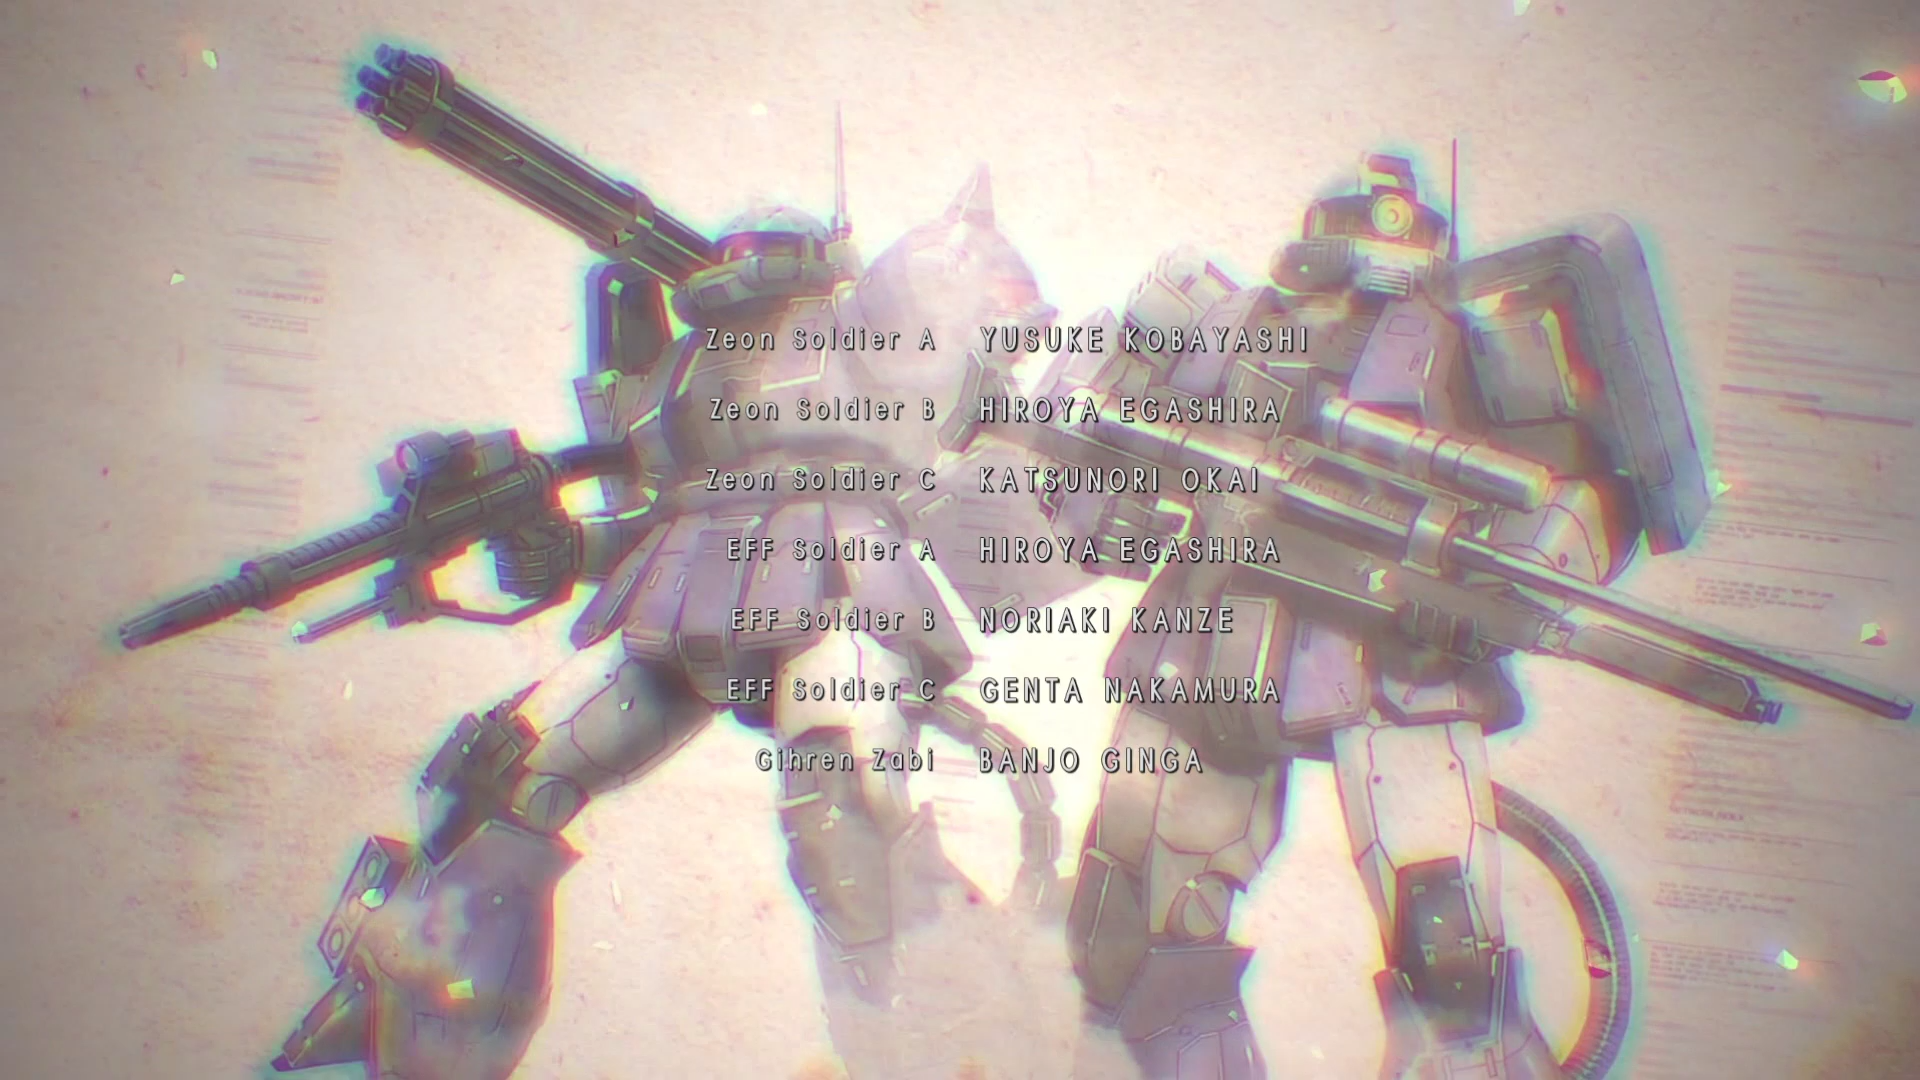 Zeon Soldier A YUSUKE KOBAYASHI
Zeon Soldier B HIROYA EGASHIRA
Zeon Soldier C KATSUNORI OKAI
EFF Soldier A HIROYA EGASHIRA
EFF Soldier B NORIAKI KANZE
EFF Soldier C GENTA NAKAMURA
Gihren Zabi BANJO GINGA